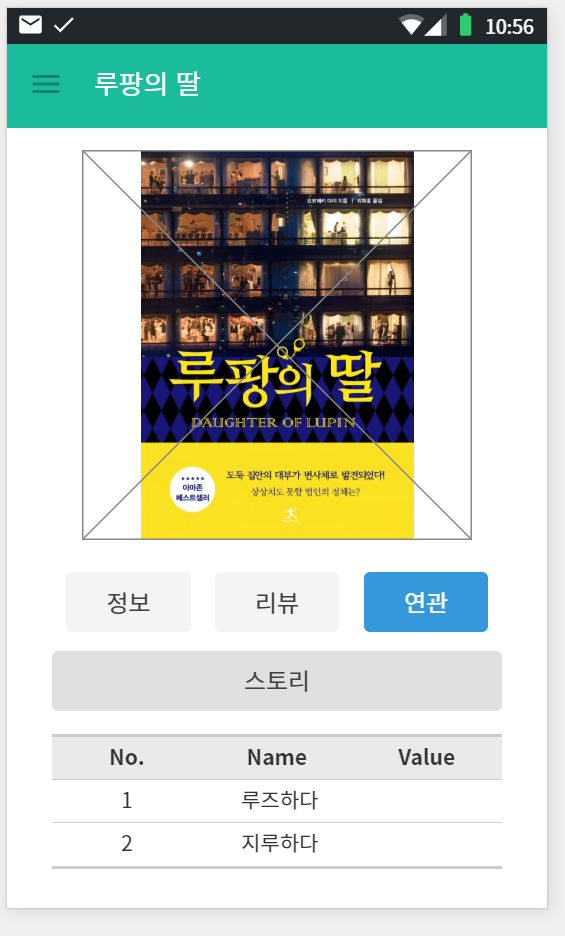 10:56
루팡의 딸
요코제키 다이 지음 | 최재호 옮김
루팡의 딸
DAUGHTER OF LUPIN
도둑 집안의 대부가 변사체로 발견되었다!
상상치도 못할 범인의 정체는?
★★★★★
아마존
베스트셀러
정보 리뷰 연관
스토리
No. Name Value
1 루즈하다
2 지루하다